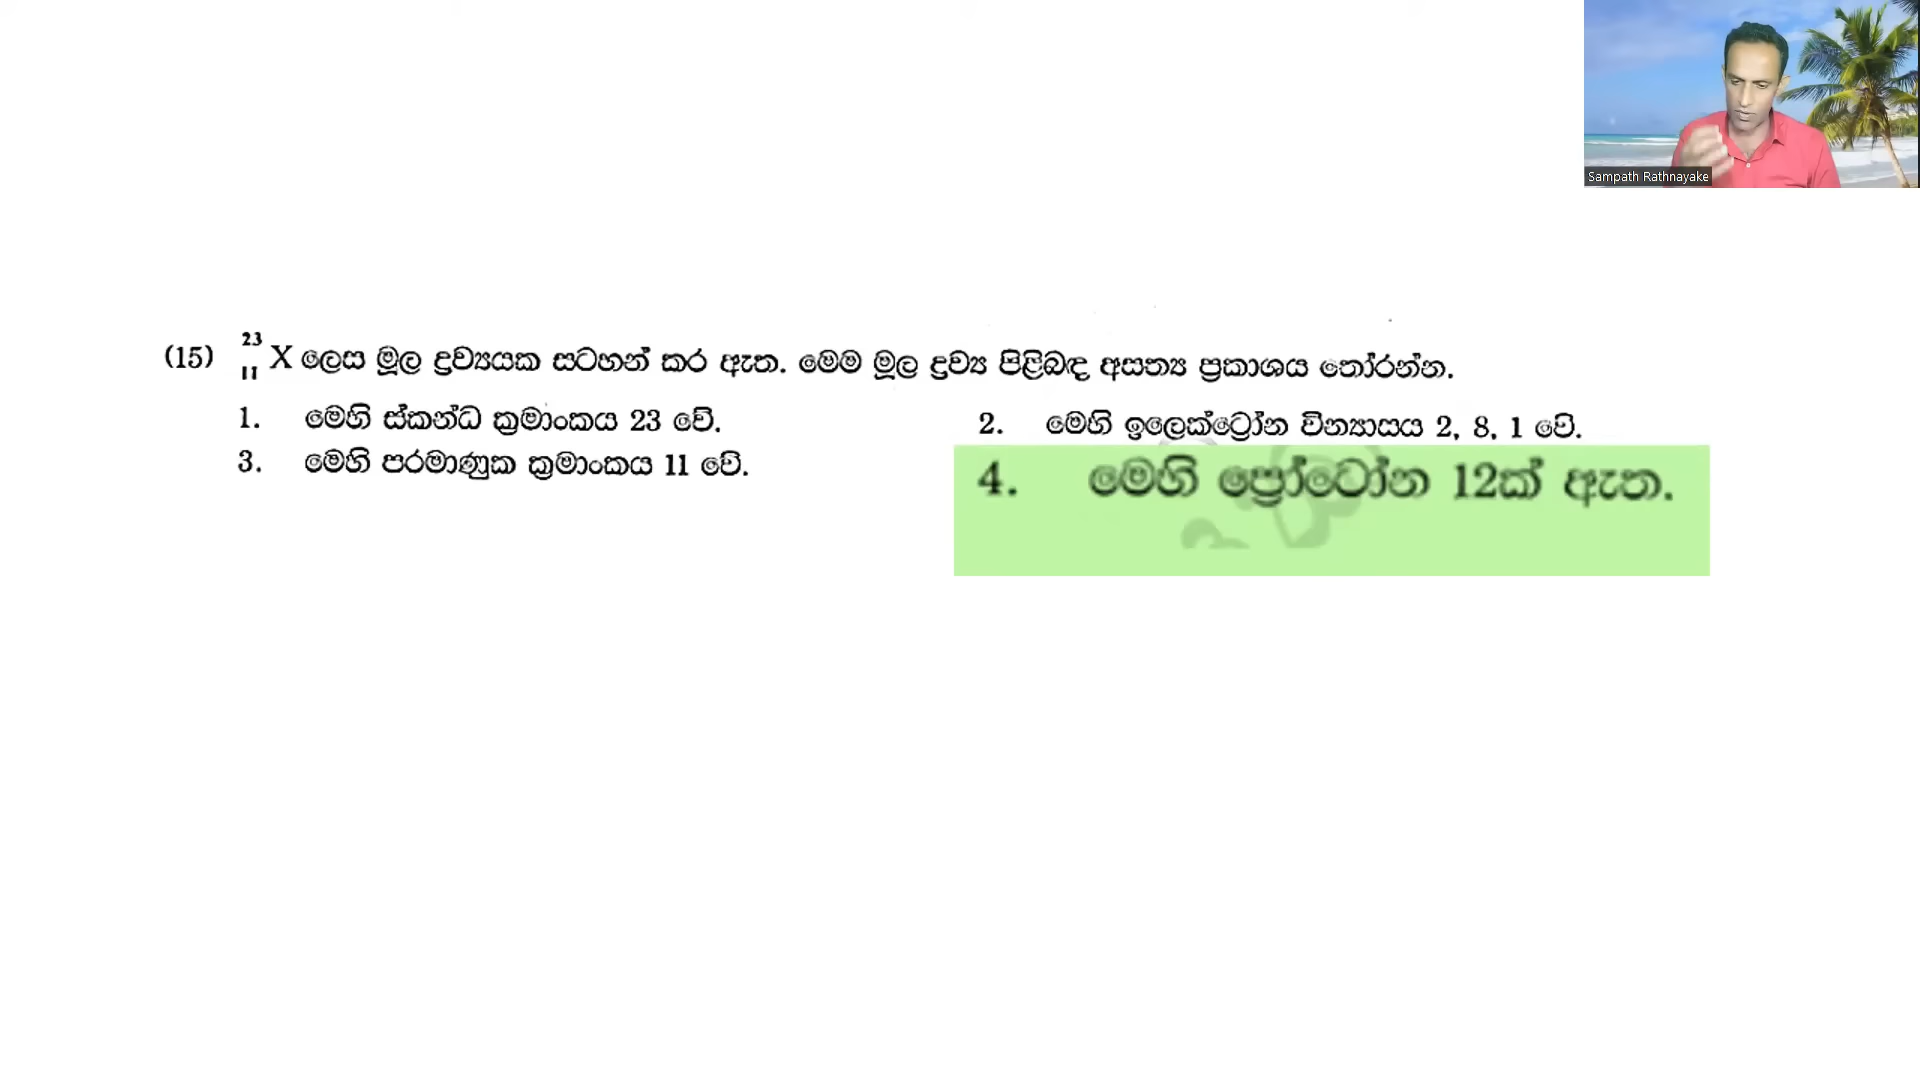 Sampath Rathnayake
(15) ²³₁₁X ලෙස මූල ද්‍රව්‍යයක සටහන් කර ඇත. මෙම මූල ද්‍රව්‍ය පිළිබඳ අසත්‍ය ප්‍රකාශය තෝරන්න.
1. මෙහි ස්කන්ධ ක්‍රමාංකය 23 වේ. 2. මෙහි ඉලෙක්ට්‍රෝන වින්‍යාසය 2, 8, 1 වේ.
3. මෙහි පරමාණුක ක්‍රමාංකය 11 වේ. 4. මෙහි ප්‍රෝටෝන 12ක් ඇත.